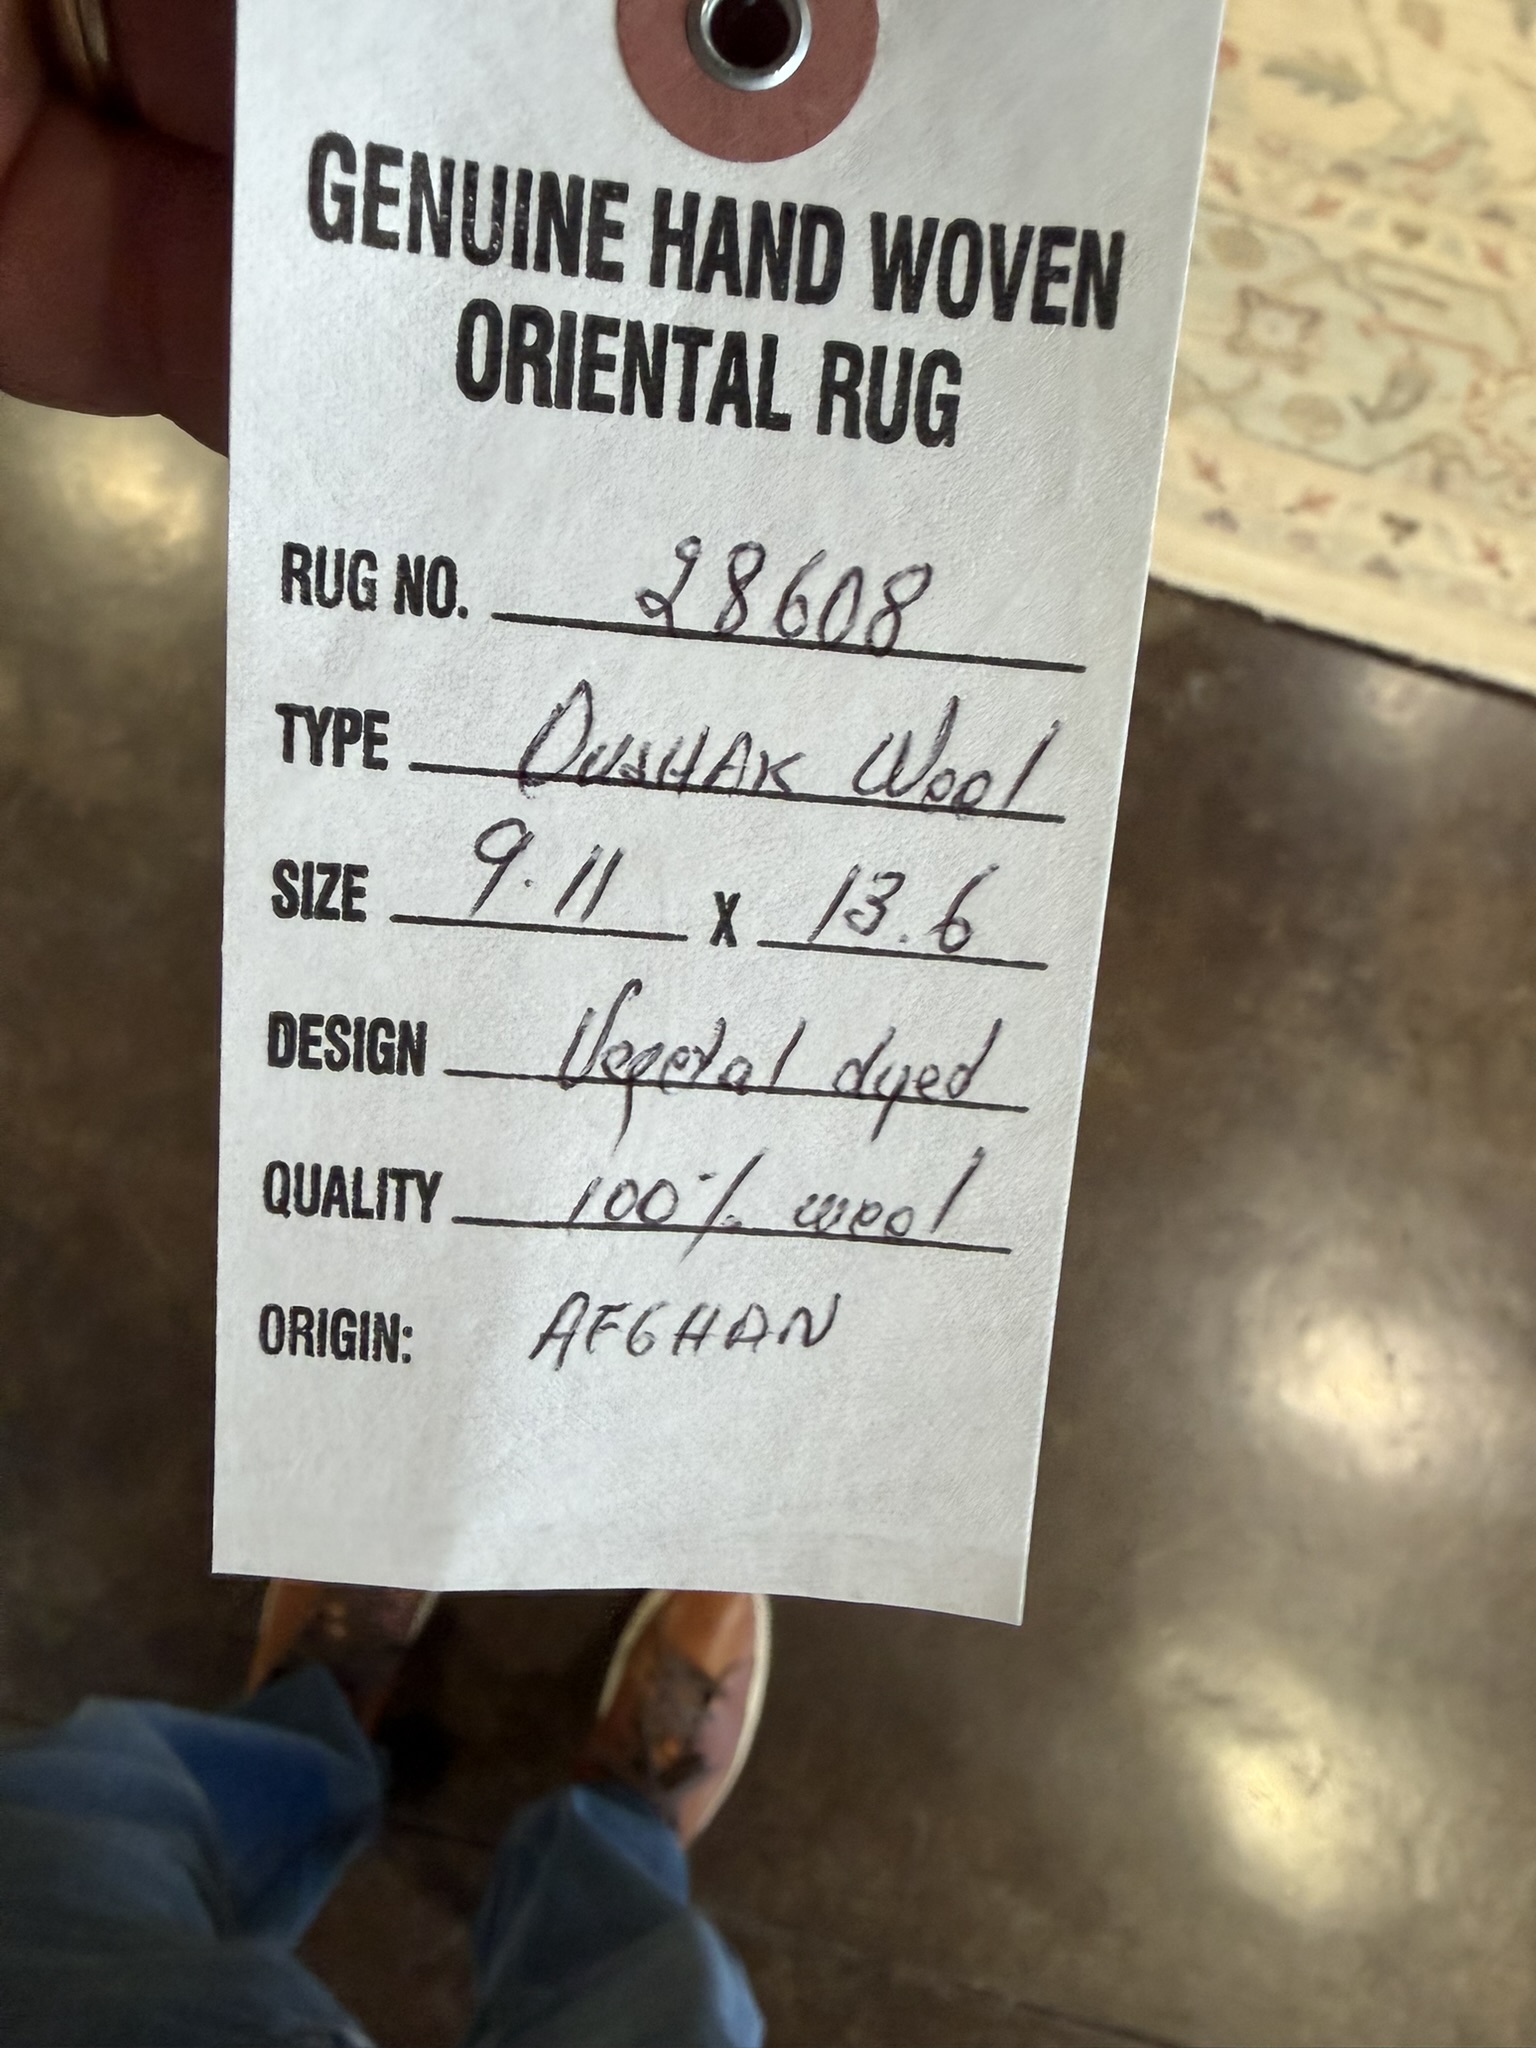 GENUINE HAND WOVEN
ORIENTAL RUG
RUG NO. 28608
TYPE Oushak Wool
SIZE 9.11 X 13.6
DESIGN Vegetal dyed
QUALITY 100% wool
ORIGIN: AFGHAN